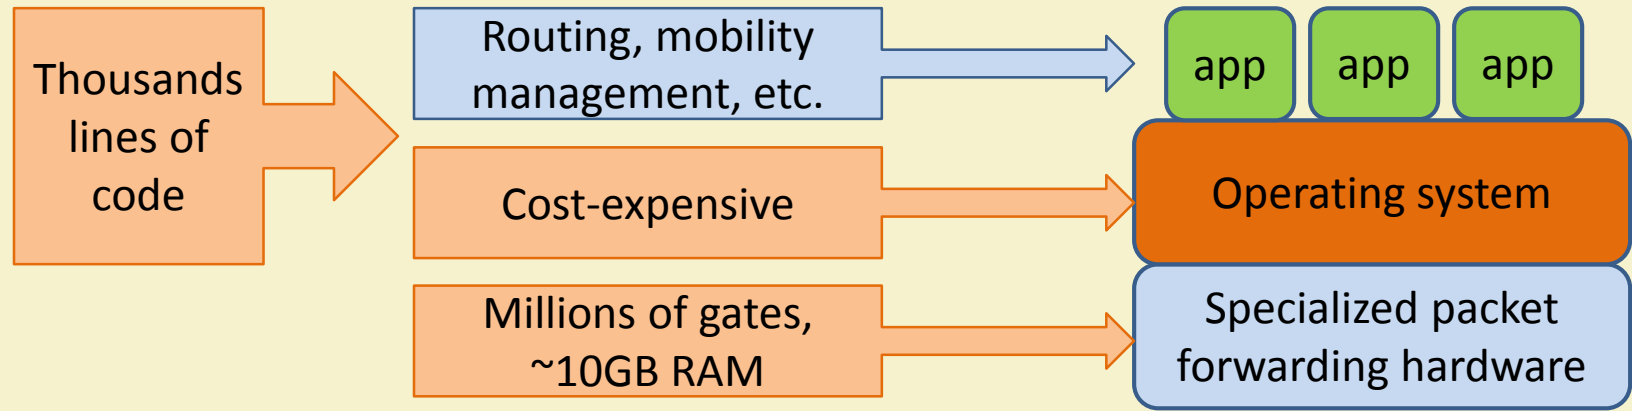 Thousands
lines of
code
Routing, mobility
management, etc.
app
app
app
Cost-expensive
Operating system
Millions of gates,
~10GB RAM
Specialized packet
forwarding hardware